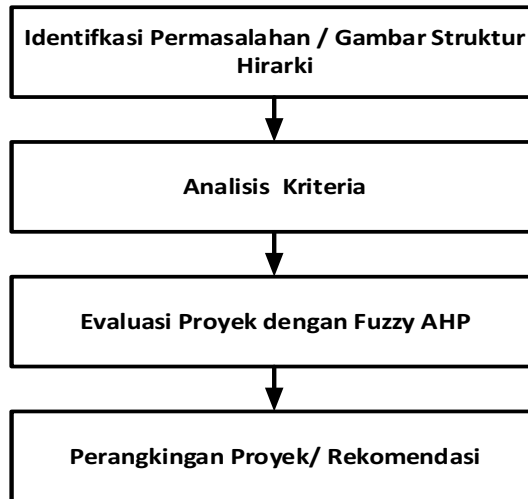 Identifkasi Permasalahan / Gambar Struktur
Hirarki
Analisis Kriteria
Evaluasi Proyek dengan Fuzzy AHP
Perangkingan Proyek/ Rekomendasi